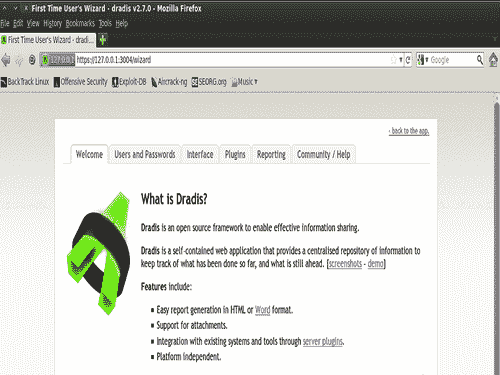 First Time User's Wizard - dradis v2.7.0 - Mozilla Firefox
File Edit View History Bookmarks Tools Help
First Time User's Wizard - dradi...
127.0.0.1 https://127.0.0.1:3004/wizard
Google
BackTrack Linux Offensive Security Exploit-DB Aircrack-ng SEORG.org Music
‹ back to the app.
Welcome Users and Passwords Interface Plugins Reporting Community / Help
What is Dradis?
Dradis is an open source framework to enable effective information sharing.
Dradis is a self-contained web application that provides a centralised repository of information to
keep track of what has been done so far, and what is still ahead. [screenshots - demo]
Features include:
Easy report generation in HTML or Word format.
Support for attachments.
Integration with existing systems and tools through server plugins.
Platform independent.